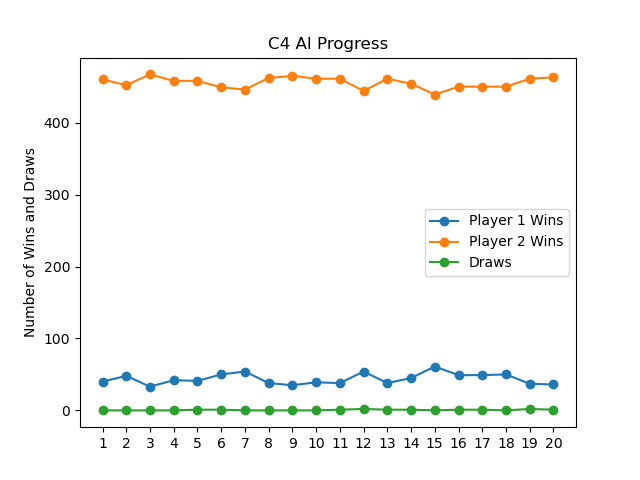 C4 AI Progress
Number of Wins and Draws
400
300
200
100
0
Player 1 Wins
Player 2 Wins
Draws
1 2 3 4 5 6 7 8 9 10 11 12 13 14 15 16 17 18 19 20